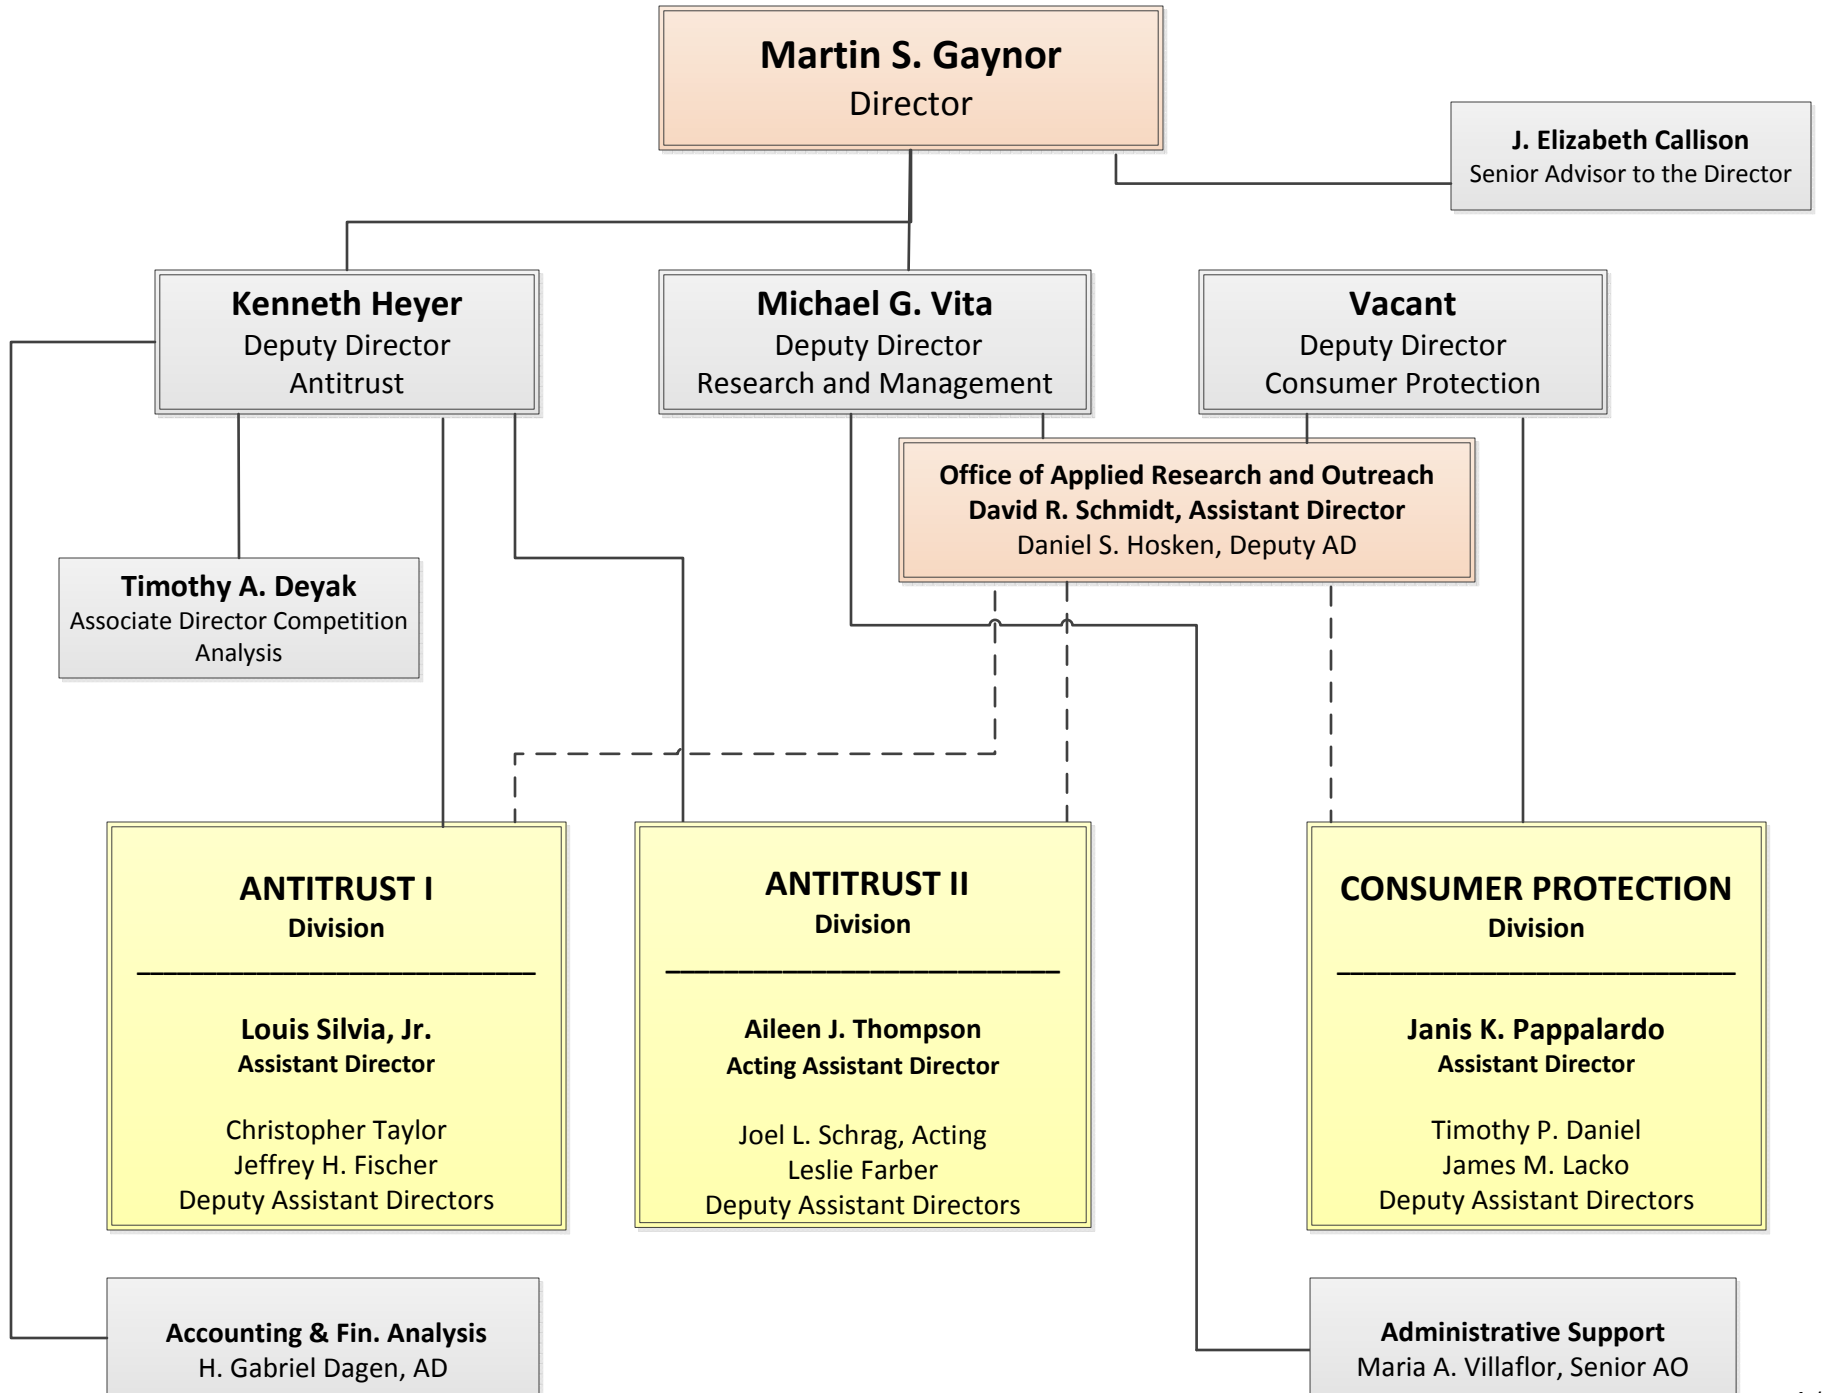 Martin S. Gaynor
Director
J. Elizabeth Callison
Senior Advisor to the Director
Kenneth Heyer
Deputy Director
Antitrust
Michael G. Vita
Deputy Director
Research and Management
Vacant
Deputy Director
Consumer Protection
Office of Applied Research and Outreach
David R. Schmidt, Assistant Director
Daniel S. Hosken, Deputy AD
Timothy A. Deyak
Associate Director Competition
Analysis
ANTITRUST I
Division
Louis Silvia, Jr.
Assistant Director
Christopher Taylor
Jeffrey H. Fischer
Deputy Assistant Directors
ANTITRUST II
Division
Aileen J. Thompson
Acting Assistant Director
Joel L. Schrag, Acting
Leslie Farber
Deputy Assistant Directors
CONSUMER PROTECTION
Division
Janis K. Pappalardo
Assistant Director
Timothy P. Daniel
James M. Lacko
Deputy Assistant Directors
Accounting & Fin. Analysis
H. Gabriel Dagen, AD
Administrative Support
Maria A. Villaflor, Senior AO